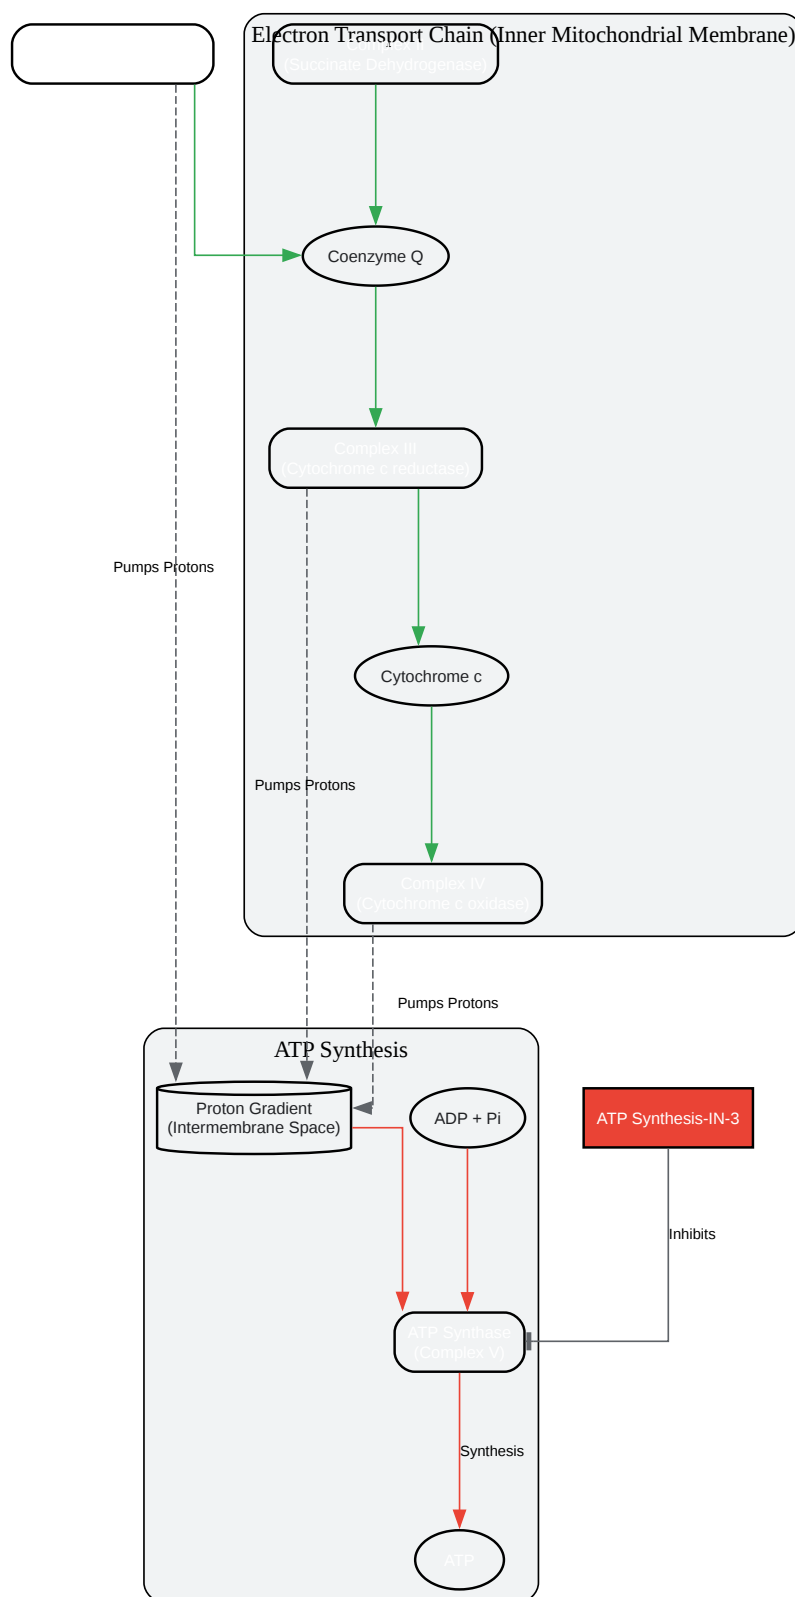 Electron Transport Chain (Inner Mitochondrial Membrane)
Complex II
(Succinate Dehydrogenase)
Coenzyme Q
Complex III
(Cytochrome c reductase)
Pumps Protons
Cytochrome c
Pumps Protons
Complex IV
(Cytochrome c oxidase)
Pumps Protons
ATP Synthesis
Proton Gradient
(Intermembrane Space)
ADP + Pi
ATP Synthesis-IN-3
Inhibits
ATP Synthase
(Complex V)
Synthesis
ATP